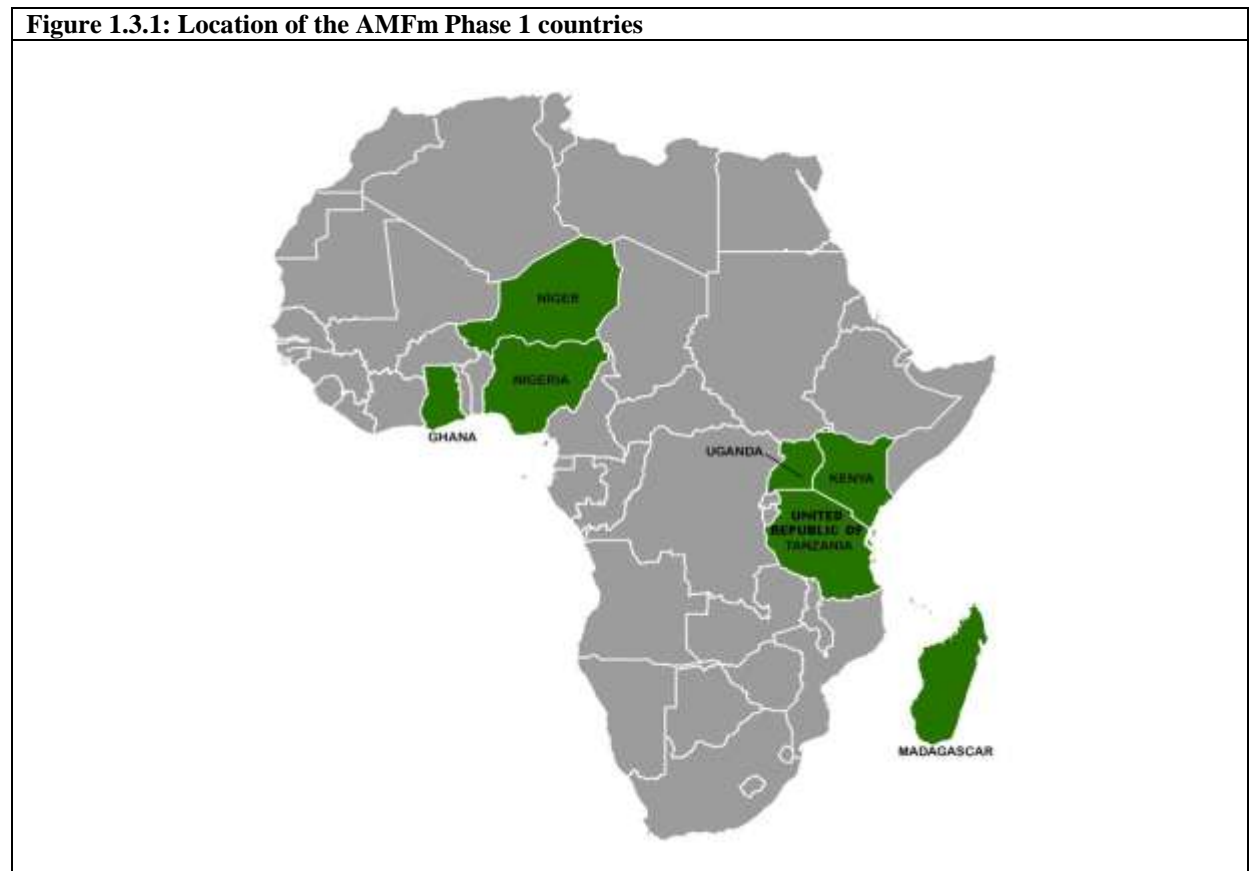 Figure 1.3.1: Location of the AMFm Phase 1 countries
NIGER
NIGERIA
GHANA
UGANDA
KENYA
UNITED
REPUBLIC OF
TANZANIA
MADAGASCAR